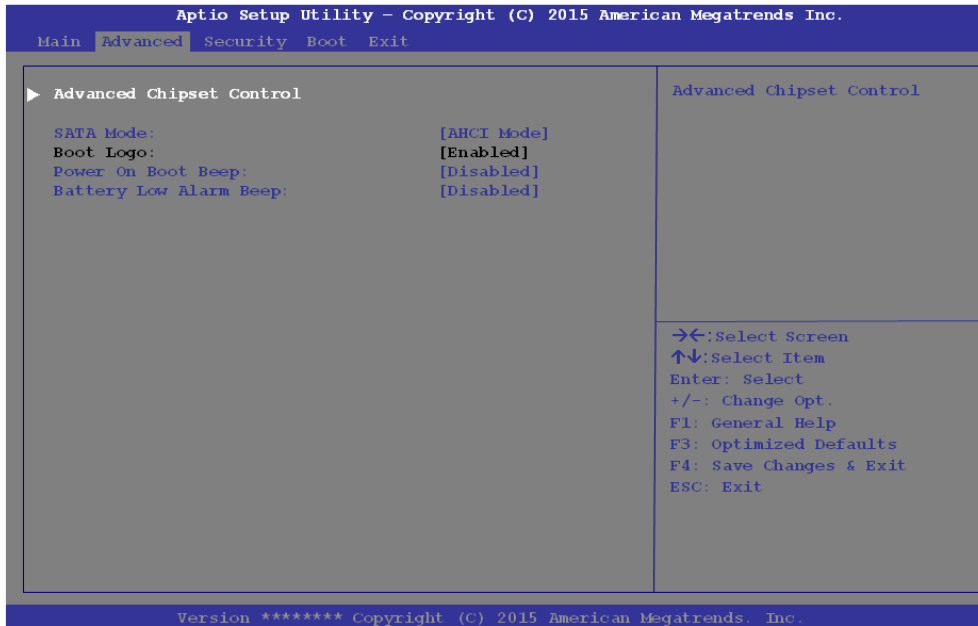 Aptio Setup Utility – Copyright (C) 2015 American Megatrends Inc.
Main Advanced Security Boot Exit
Advanced Chipset Control
SATA Mode: [AHCI Mode]
Boot Logo: [Enabled]
Power On Boot Beep: [Disabled]
Battery Low Alarm Beep: [Disabled]
Advanced Chipset Control
→←:Select Screen
↑↓:Select Item
Enter: Select
+/-: Change Opt.
F1: General Help
F3: Optimized Defaults
F4: Save Changes & Exit
ESC: Exit
Version ******** Copyright (C) 2015 American Megatrends. Inc.